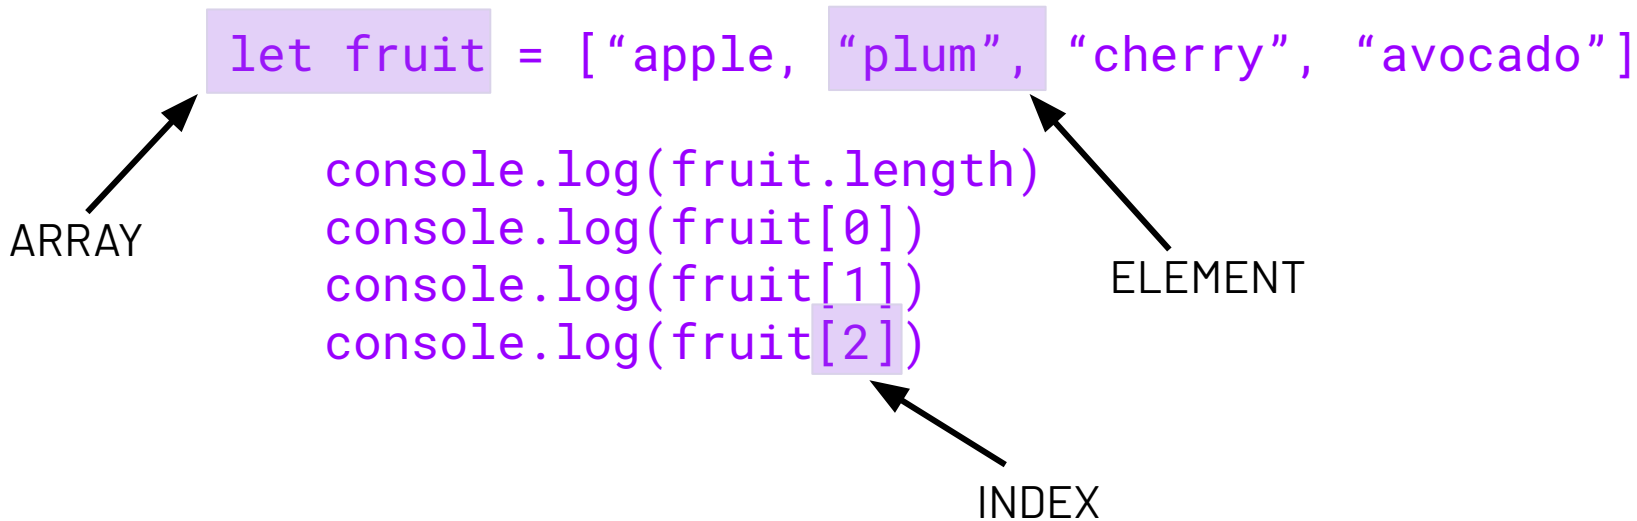 let fruit = [“apple, “plum”, “cherry”, “avocado”]
console.log(fruit.length)
console.log(fruit[0])
console.log(fruit[1])
console.log(fruit[2])
ARRAY
ELEMENT
INDEX